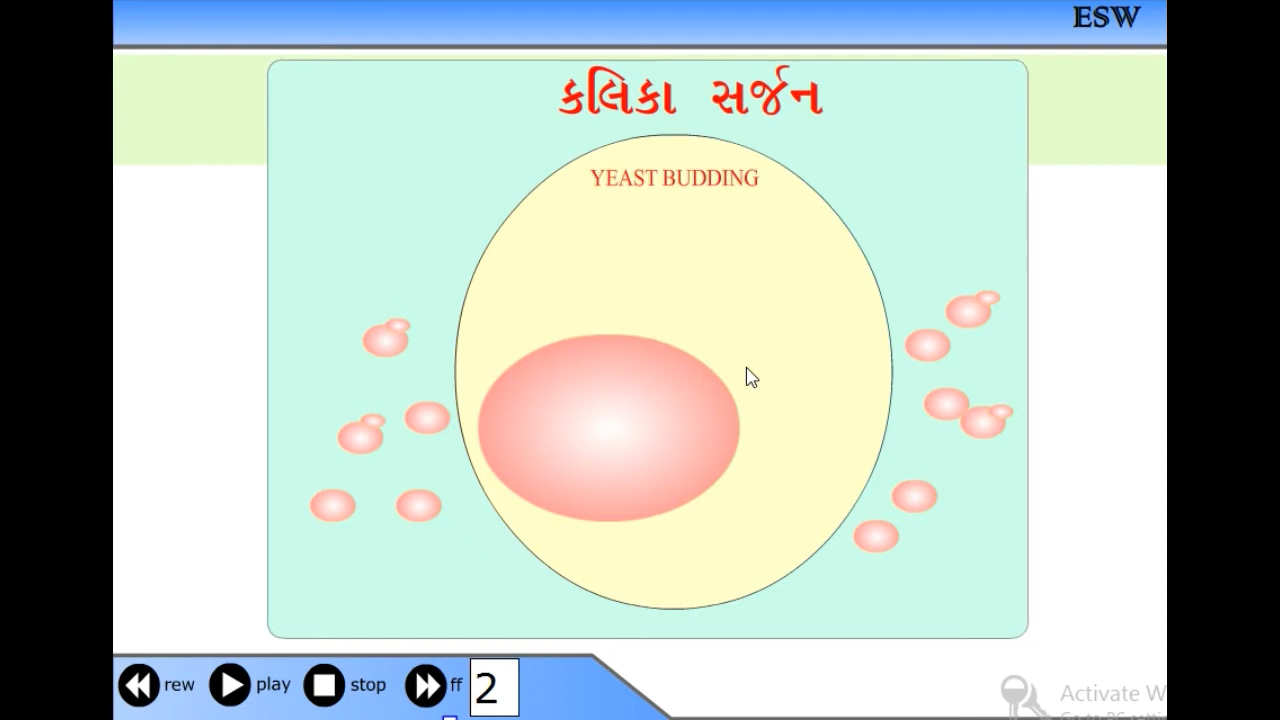 ESW
કલિકા સર્જન
YEAST BUDDING
rew play stop ff 2
Activate W